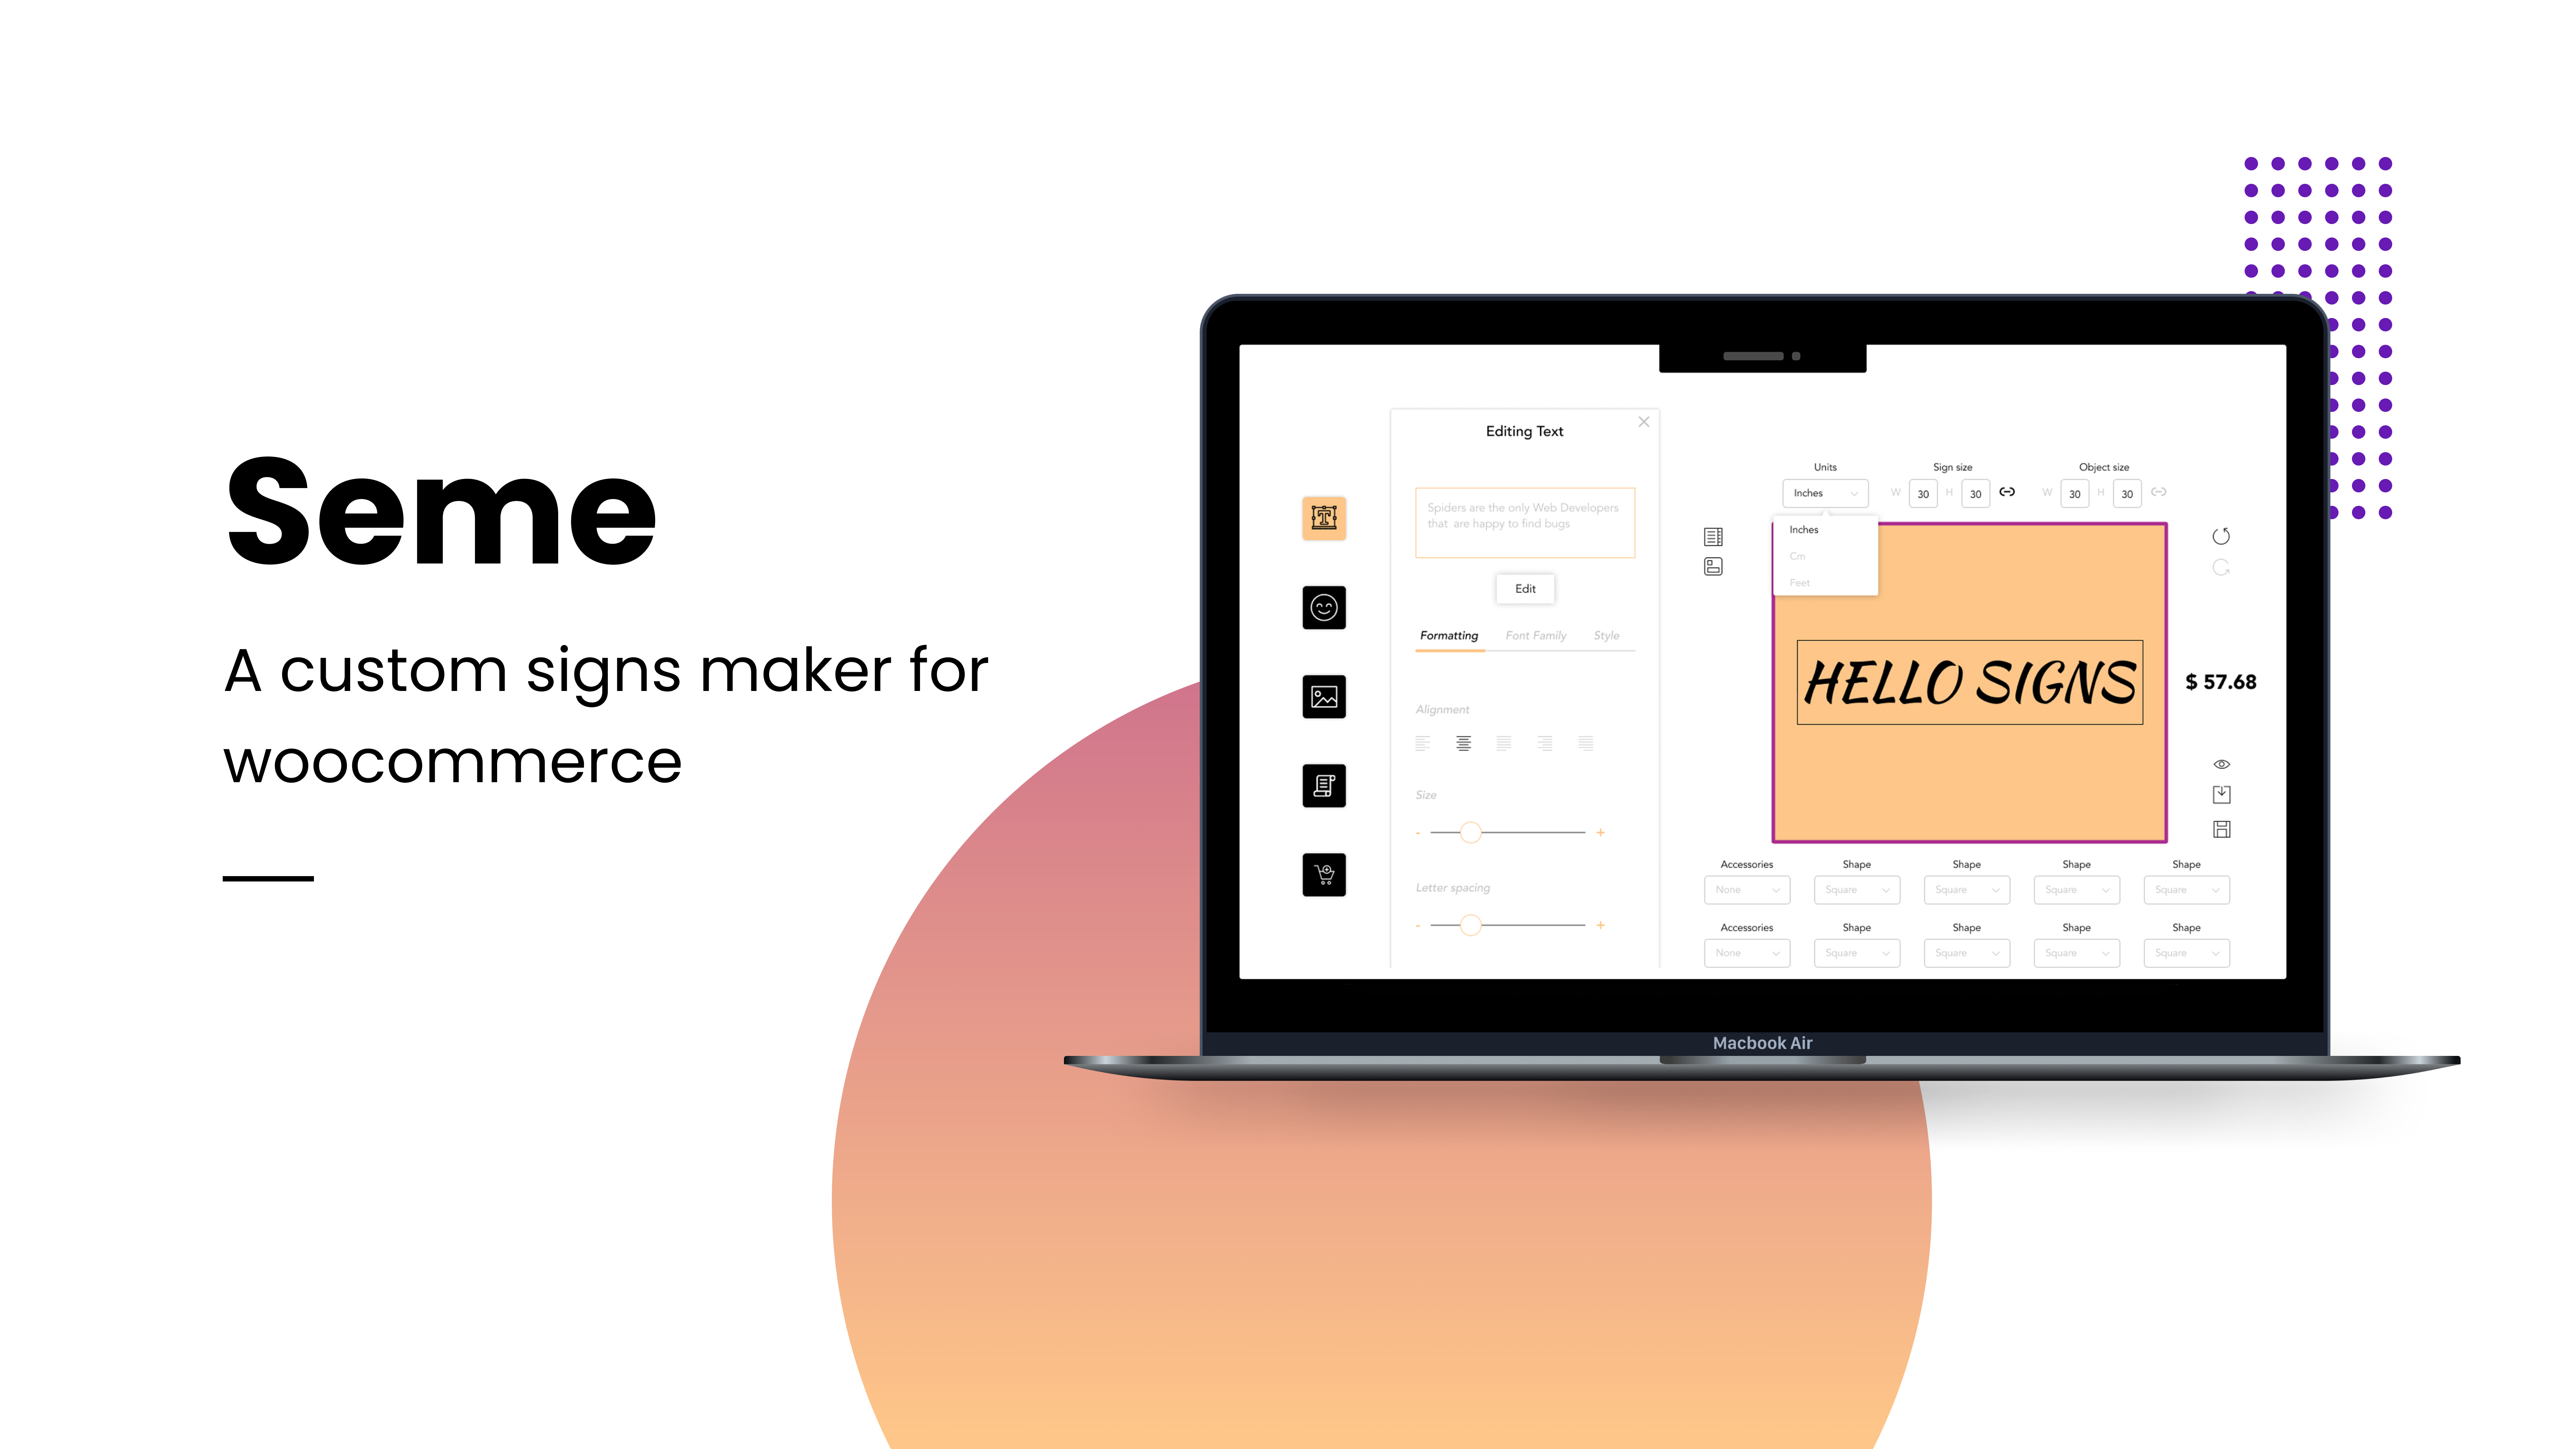 Seme
A custom signs maker for
woocommerce
Editing Text
Spiders are the only Web Developers
that are happy to find bugs
Edit
Formatting Font Family Style
Alignment
Size
- +
Letter spacing
- +
Units Sign size Object size
Inches W 30 H 30 W 30 H 30
Inches
Cm
Feet
HELLO SIGNS
$ 57.68
Accessories Shape Shape Shape Shape
None Square Square Square Square
Accessories Shape Shape Shape Shape
None Square Square Square Square
Macbook Air